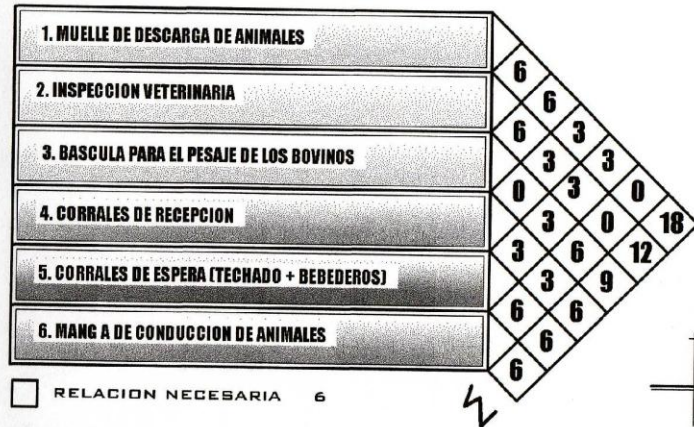 1. MUELLE DE DESCARGA DE ANIMALES
2. INSPECCION VETERINARIA
3. BASCULA PARA EL PESAJE DE LOS BOVINOS
4. CORRALES DE RECEPCION
5. CORRALES DE ESPERA (TECHADO + BEBEDEROS)
6. MANG A DE CONDUCCION DE ANIMALES
6
6
6 3
3 3
0 3 0
3 0 18
3 6 12
3 9
6 6
6
6
RELACION NECESARIA 6
Σ